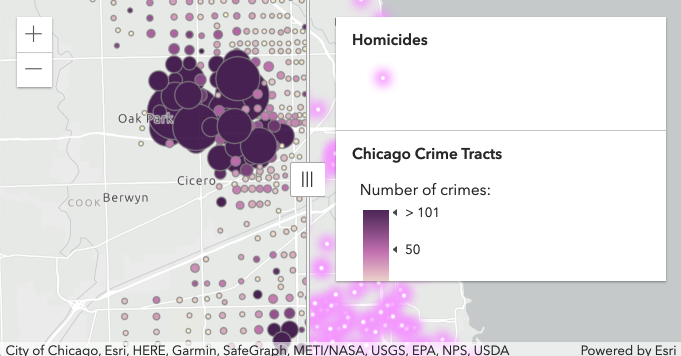 Homicides
Oak Park
Chicago Crime Tracts
Number of crimes:
Cicero
COOK
Berwyn
> 101
50
City of Chicago, Esri, HERE, Garmin, SafeGraph, METI/NASA, USGS, EPA, NPS, USDA
Powered by Esri